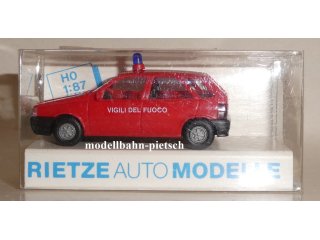 HO
1:87
VIGILI DEL FUOCO
modellbahn-pietsch
RIETZE AUTO MODELLE